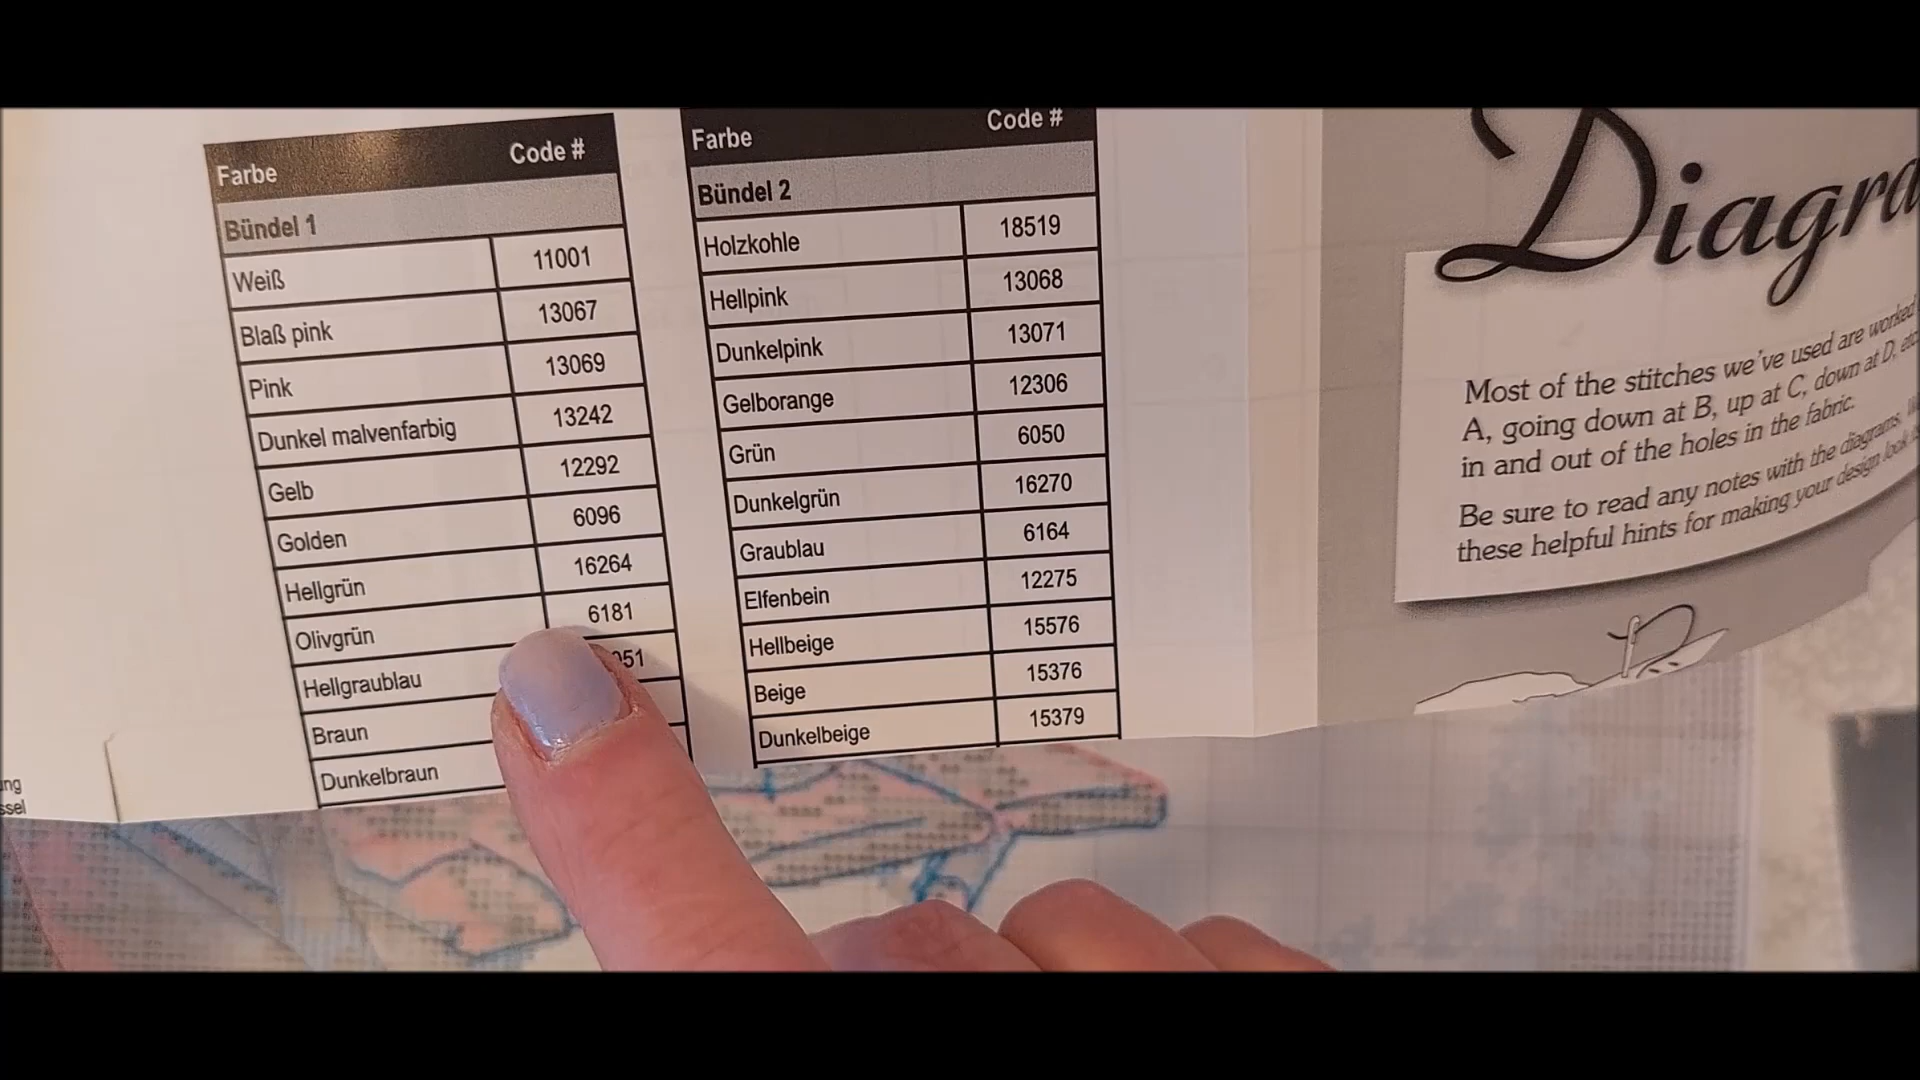 Farbe Code #
Bündel 1
Weiß 11001
Blaß pink 13067
Pink 13069
Dunkel malvenfarbig 13242
Gelb 12292
Golden 6096
Hellgrün 16264
Olivgrün 6181
Hellgraublau
Braun
Dunkelbraun
Farbe Code #
Bündel 2
Holzkohle 18519
Hellpink 13068
Dunkelpink 13071
Gelborange 12306
Grün 6050
Dunkelgrün 16270
Graublau 6164
Elfenbein 12275
Hellbeige 15576
Beige 15376
Dunkelbeige 15379
Most of the stitches we've used are worked
A, going down at B, up at C, down at D, etc
in and out of the holes in the fabric.
Be sure to read any notes with the diagrams.
these helpful hints for making your design look